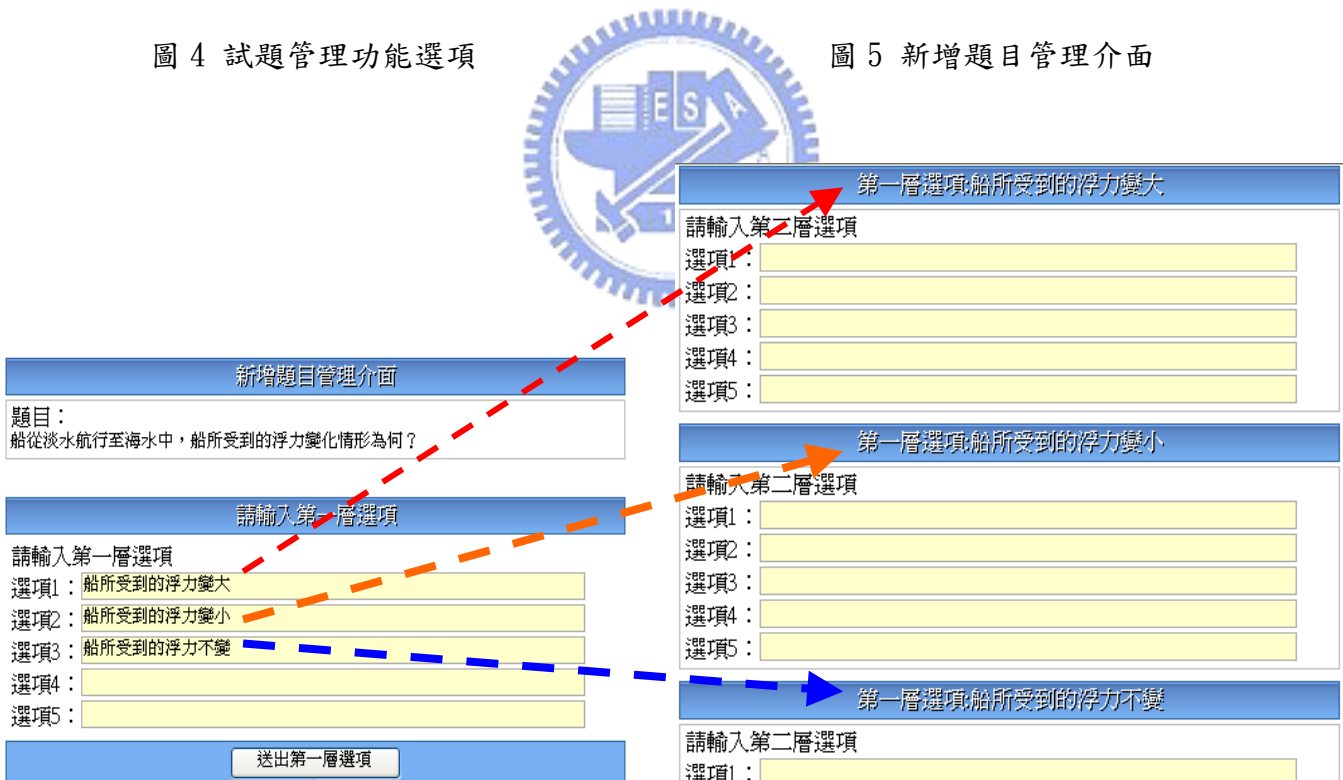 圖 4 試題管理功能選項
圖 5 新增題目管理介面
E S A
1
新增題目管理介面
題目：
船從淡水航行至海水中，船所受到的浮力變化情形為何？
請輸入第一層選項
請輸入第一層選項
選項1：船所受到的浮力變大
選項2：船所受到的浮力變小
選項3：船所受到的浮力不變
選項4：
選項5：
送出第一層選項
第一層選項:船所受到的浮力變大
請輸入第二層選項
選項1：
選項2：
選項3：
選項4：
選項5：
第一層選項:船所受到的浮力變小
請輸入第二層選項
選項1：
選項2：
選項3：
選項4：
選項5：
第一層選項:船所受到的浮力不變
請輸入第二層選項
選項1：